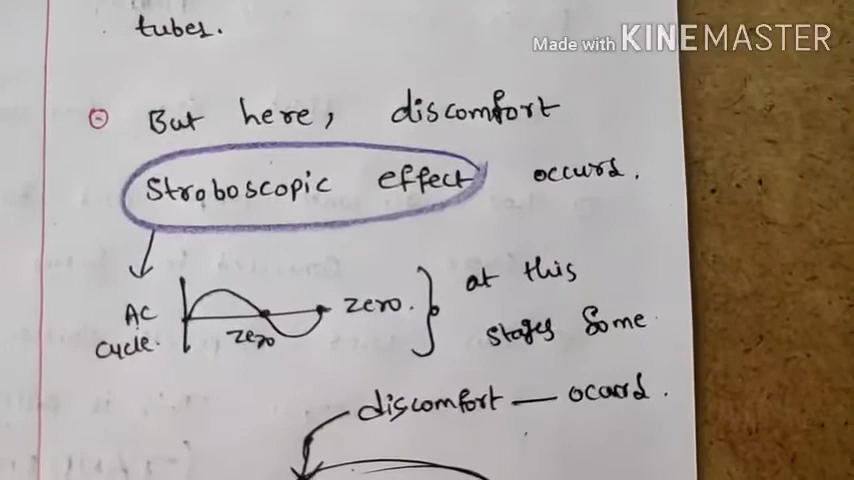 tubes.
Made with KINEMASTER
But here, discomfort
Stroboscopic effect occurs.
AC cycle.
zero
zero.
at this
stages Some
discomfort — occurs.